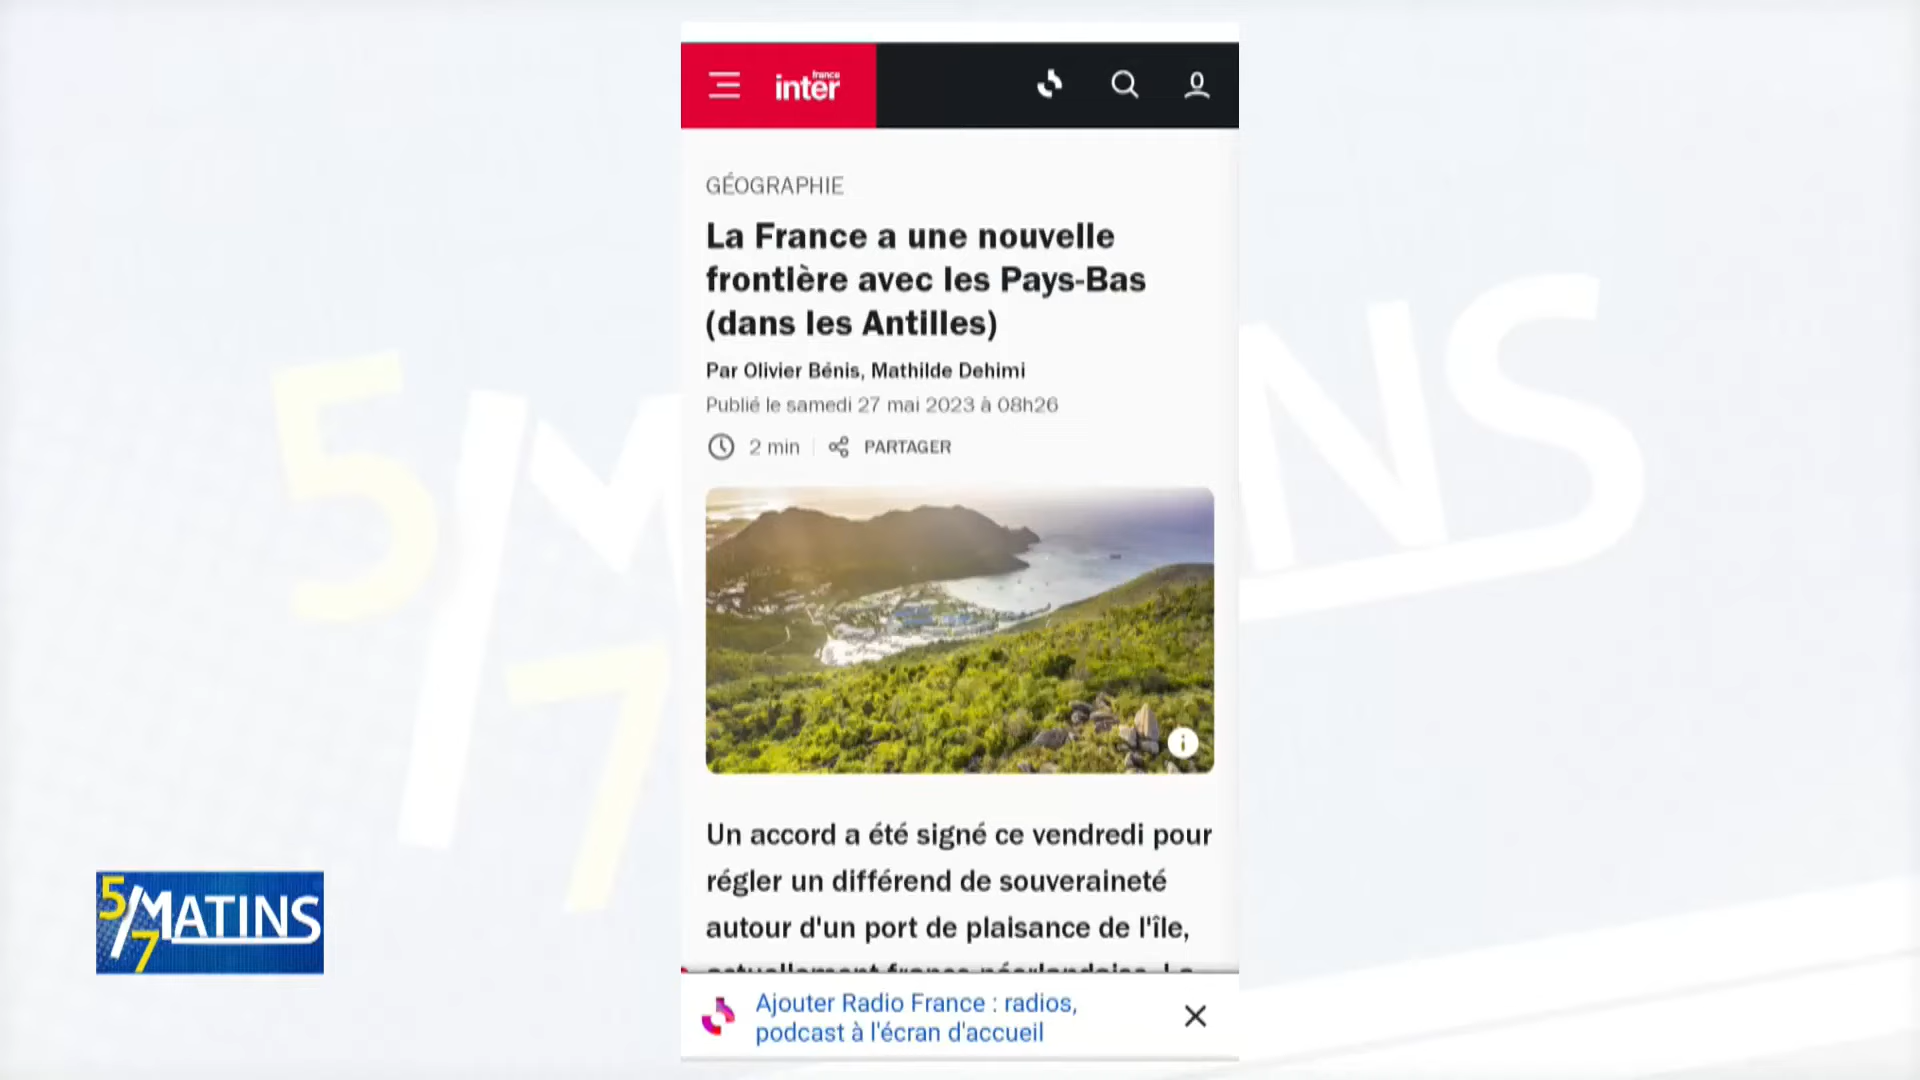 france
inter
GÉOGRAPHIE
La France a une nouvelle
frontière avec les Pays-Bas
(dans les Antilles)
Par Olivier Bénis, Mathilde Dehimi
Publié le samedi 27 mai 2023 à 08h26
2 min
PARTAGER
Un accord a été signé ce vendredi pour
régler un différend de souveraineté
autour d'un port de plaisance de l'île,
Ajouter Radio France : radios,
podcast à l'écran d'accueil
5/7 MATINS